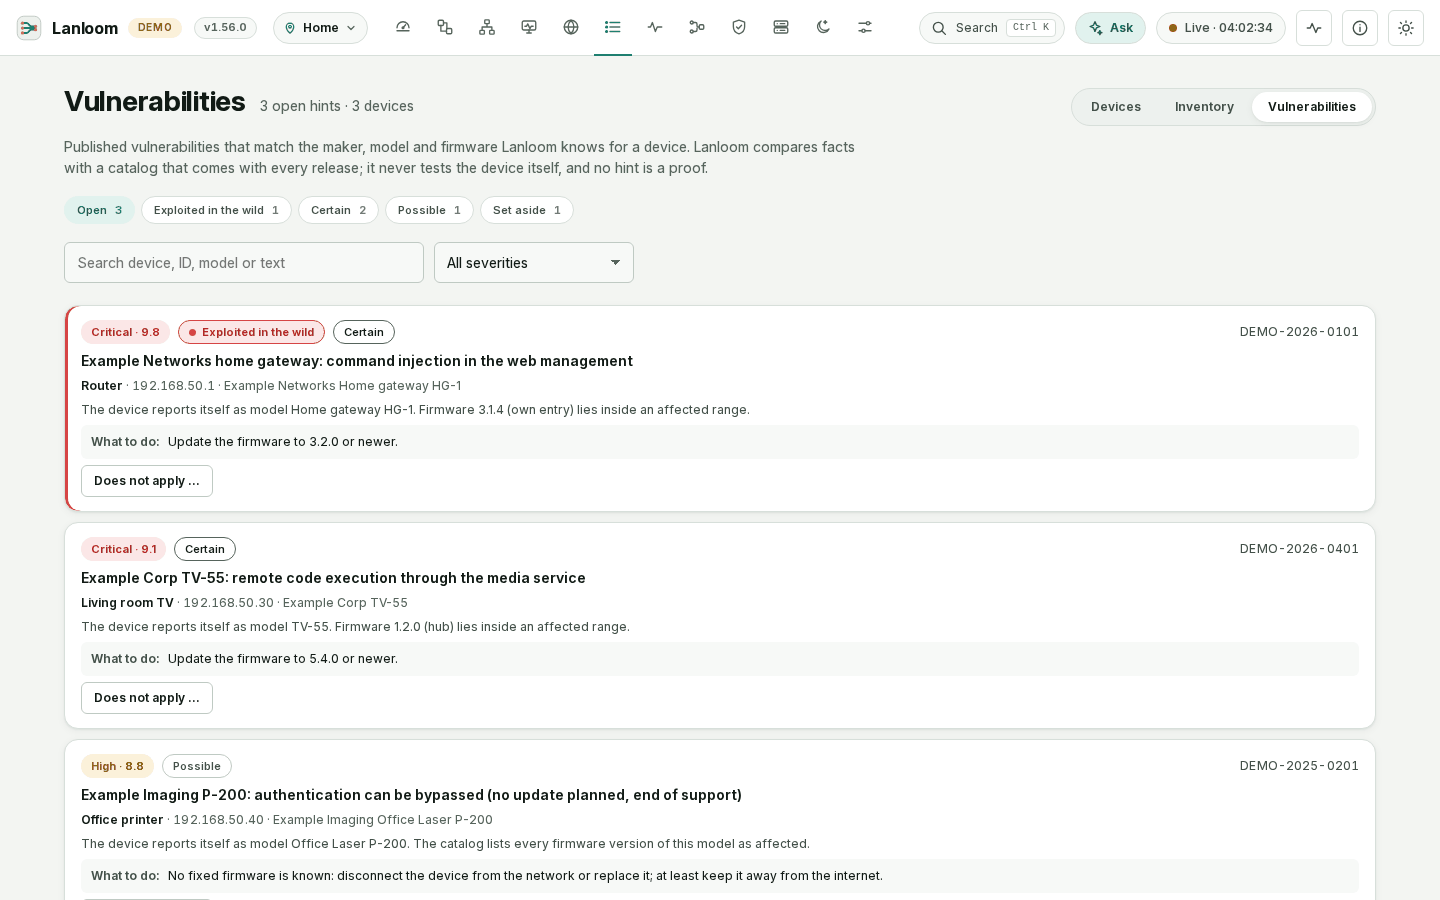 Lanloom DEMO v1.56.0 Home Search Ctrl K Ask Live · 04:02:34
Vulnerabilities 3 open hints · 3 devices Devices Inventory Vulnerabilities
Published vulnerabilities that match the maker, model and firmware Lanloom knows for a device. Lanloom compares facts
with a catalog that comes with every release; it never tests the device itself, and no hint is a proof.
Open 3 Exploited in the wild 1 Certain 2 Possible 1 Set aside 1
Search device, ID, model or text All severities
Critical · 9.8 Exploited in the wild Certain DEMO-2026-0101
Example Networks home gateway: command injection in the web management
Router · 192.168.50.1 · Example Networks Home gateway HG-1
The device reports itself as model Home gateway HG-1. Firmware 3.1.4 (own entry) lies inside an affected range.
What to do: Update the firmware to 3.2.0 or newer.
Does not apply ...
Critical · 9.1 Certain DEMO-2026-0401
Example Corp TV-55: remote code execution through the media service
Living room TV · 192.168.50.30 · Example Corp TV-55
The device reports itself as model TV-55. Firmware 1.2.0 (hub) lies inside an affected range.
What to do: Update the firmware to 5.4.0 or newer.
Does not apply ...
High · 8.8 Possible DEMO-2025-0201
Example Imaging P-200: authentication can be bypassed (no update planned, end of support)
Office printer · 192.168.50.40 · Example Imaging Office Laser P-200
The device reports itself as model Office Laser P-200. The catalog lists every firmware version of this model as affected.
What to do: No fixed firmware is known: disconnect the device from the network or replace it; at least keep it away from the internet.